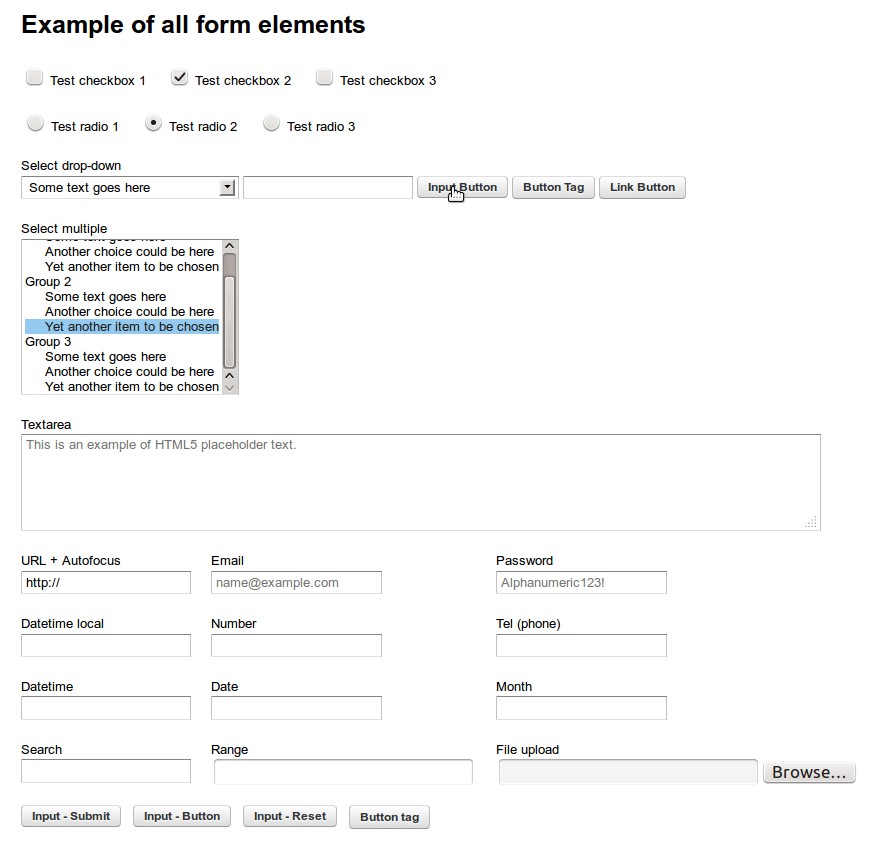 Example of all form elements
Test checkbox 1 Test checkbox 2 Test checkbox 3
Test radio 1 Test radio 2 Test radio 3
Select drop-down
Some text goes here Input Button Button Tag Link Button
Select multiple
Some text goes here
Another choice could be here
Yet another item to be chosen
Group 2
Some text goes here
Another choice could be here
Yet another item to be chosen
Group 3
Some text goes here
Another choice could be here
Yet another item to be chosen
Textarea
This is an example of HTML5 placeholder text.
URL + Autofocus Email Password
http:// name@example.com Alphanumeric123!
Datetime local Number Tel (phone)
Datetime Date Month
Search Range File upload
Browse...
Input - Submit Input - Button Input - Reset Button tag